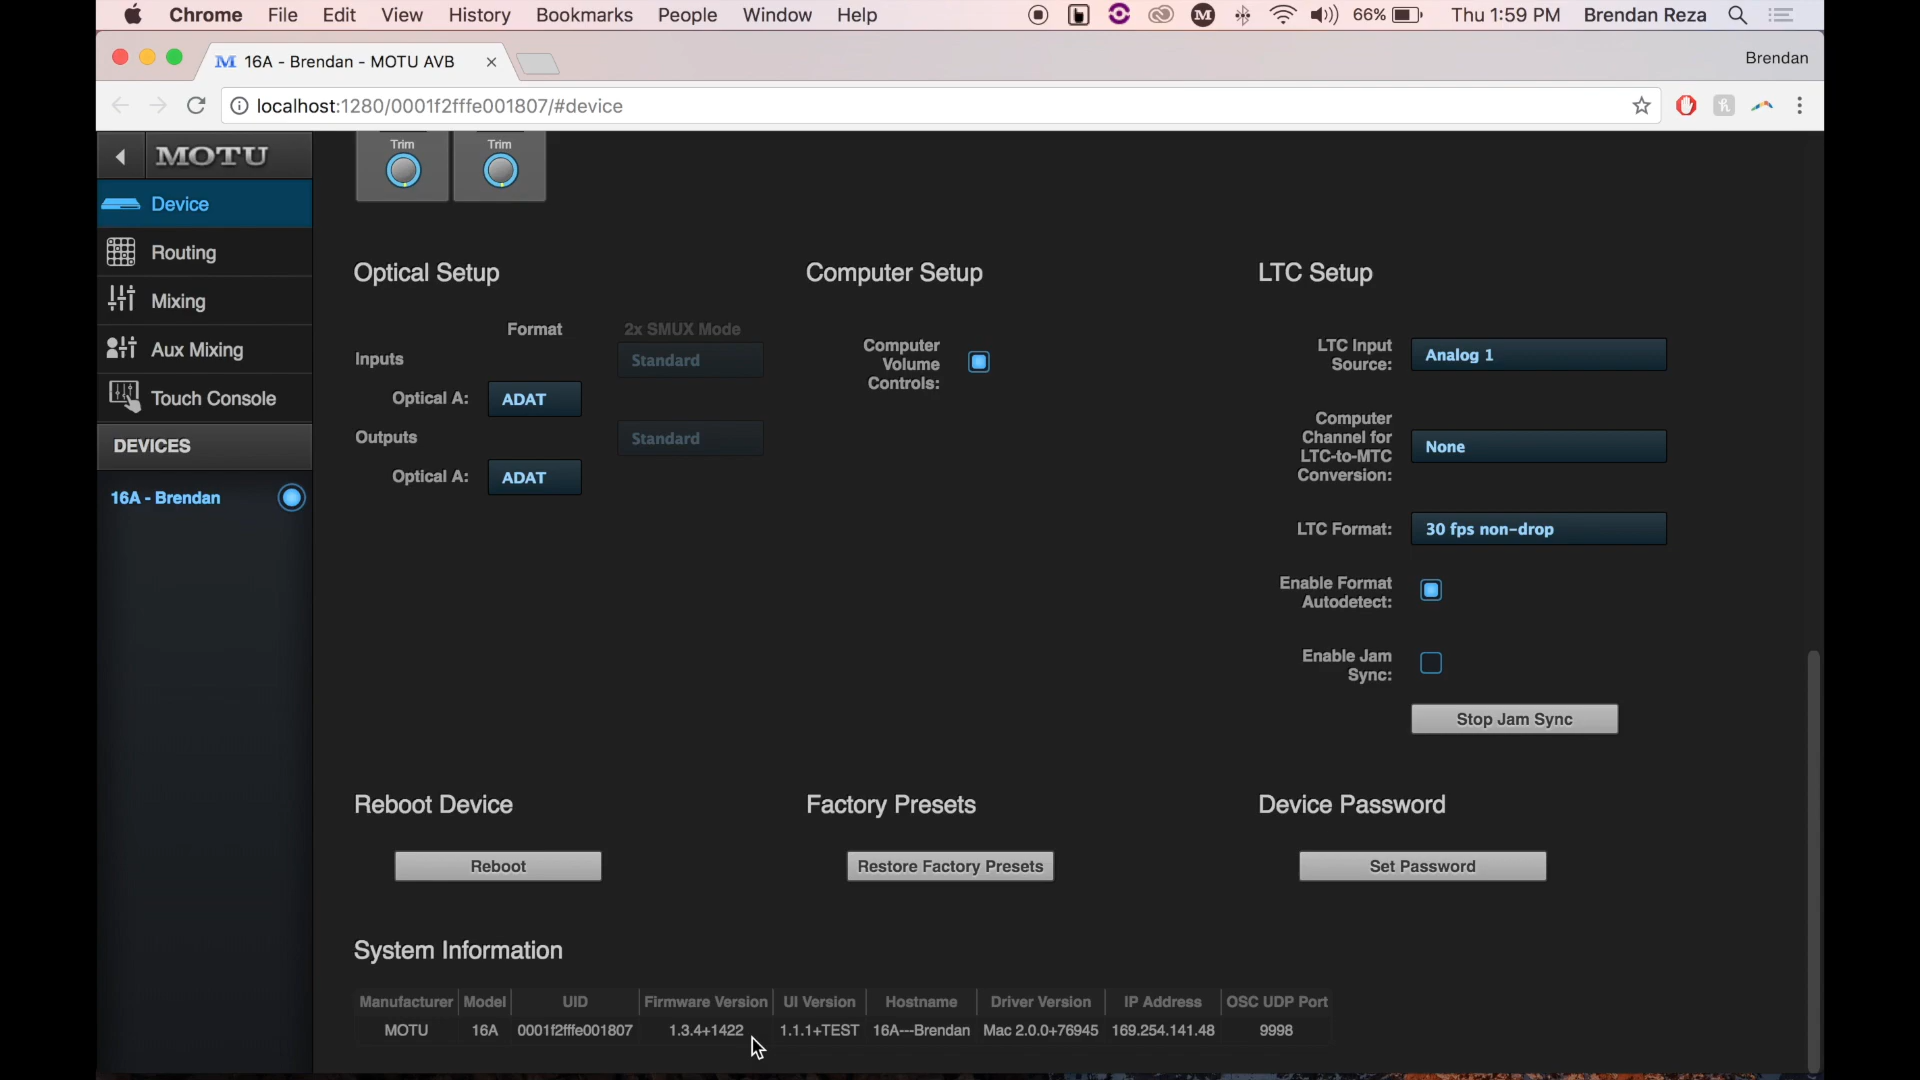 Chrome File Edit View History Bookmarks People Window Help 66% Thu 1:59 PM Brendan Reza
16A - Brendan - MOTU AVB
Brendan
localhost:1280/0001f2fffe001807/#device
MOTU
Device
Routing
Mixing
Aux Mixing
Touch Console
DEVICES
16A - Brendan
Trim Trim
Optical Setup
Format 2x SMUX Mode
Inputs Standard
Optical A: ADAT
Outputs Standard
Optical A: ADAT
Computer Setup
Computer
Volume
Controls:
LTC Setup
LTC Input
Source:
Analog 1
Computer
Channel for
LTC-to-MTC
Conversion:
None
LTC Format: 30 fps non-drop
Enable Format
Autodetect:
Enable Jam
Sync:
Stop Jam Sync
Reboot Device
Reboot
Factory Presets
Restore Factory Presets
Device Password
Set Password
System Information
Manufacturer Model UID Firmware Version UI Version Hostname Driver Version IP Address OSC UDP Port
MOTU 16A 0001f2fffe001807 1.3.4+1422 1.1.1+TEST 16A---Brendan Mac 2.0.0+76945 169.254.141.48 9998